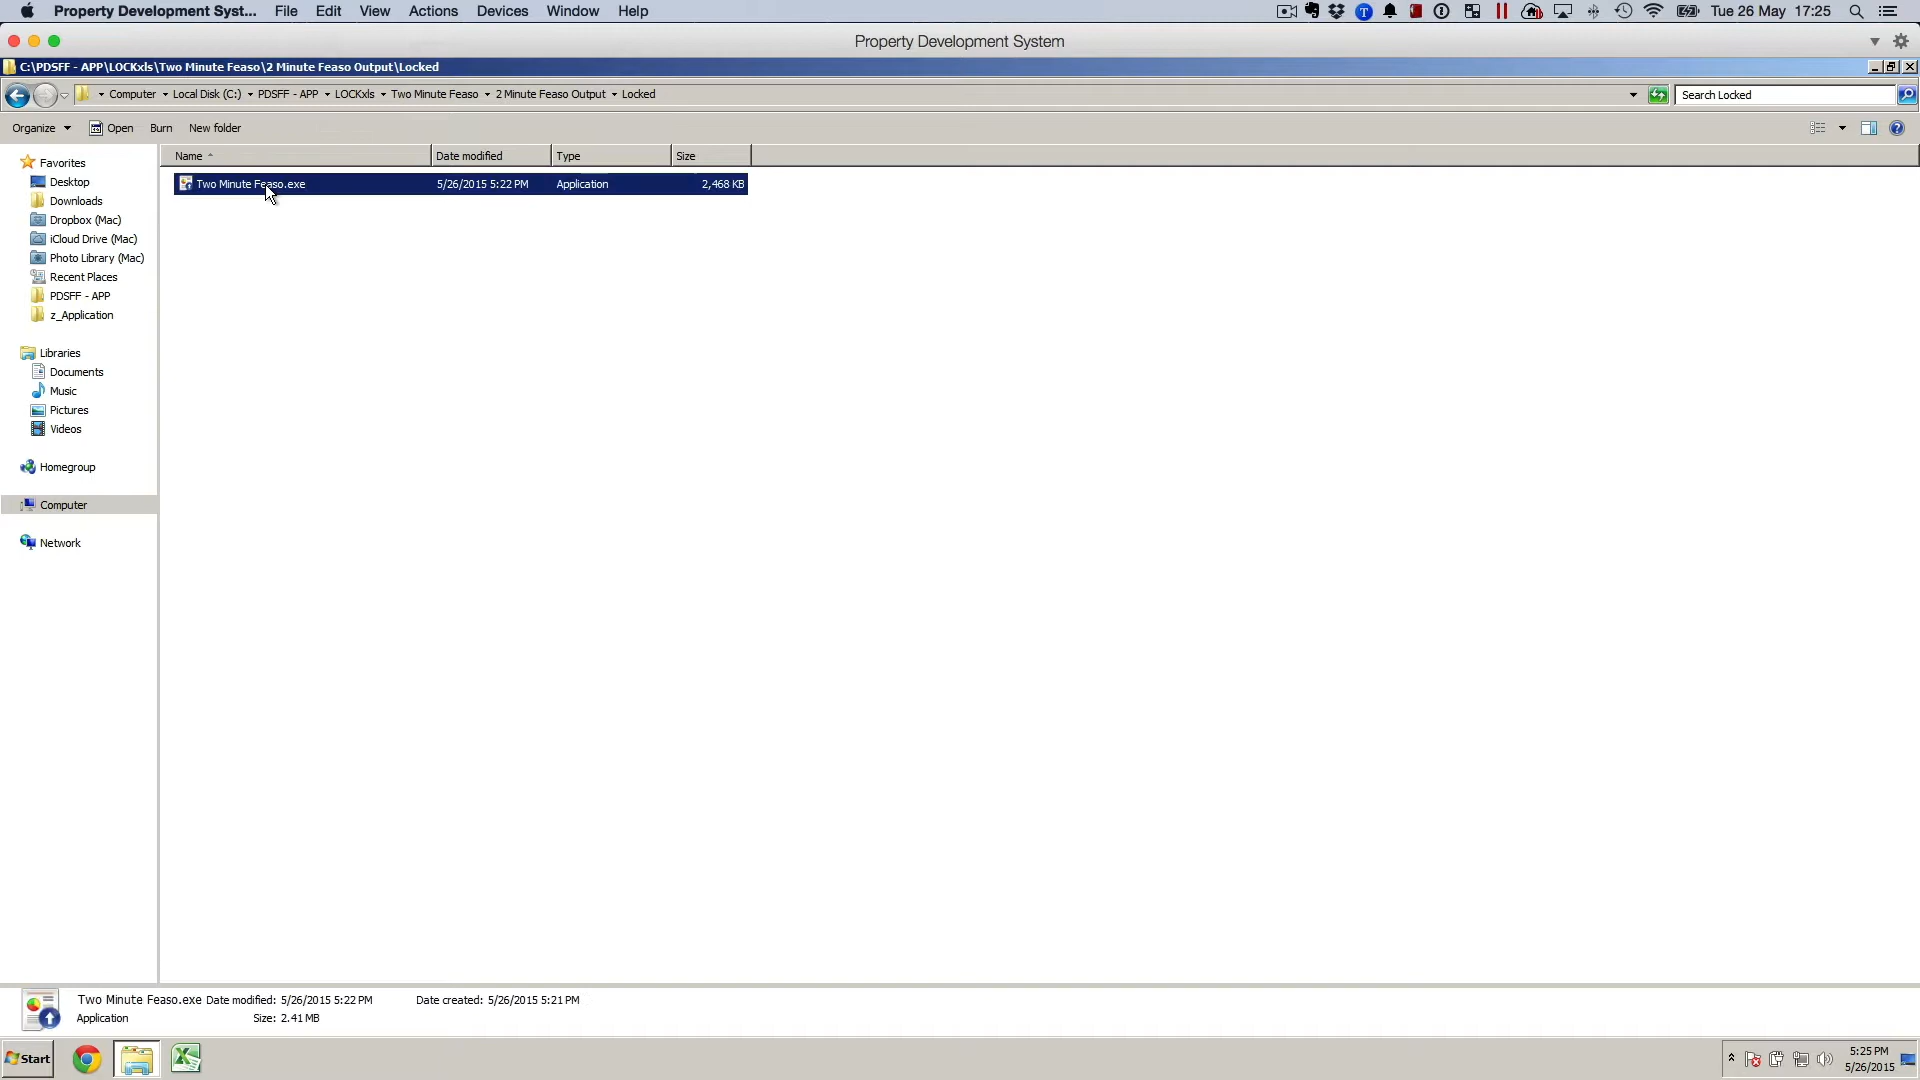 Property Development Syst... File Edit View Actions Devices Window Help Tue 26 May 17:25
Property Development System
C:\PDSFF - APP\LOCKxls\Two Minute Feaso\2 Minute Feaso Output\Locked
Computer Local Disk (C:) PDSFF - APP LOCKxls Two Minute Feaso 2 Minute Feaso Output Locked Search Locked
Organize Open Burn New folder
Name Date modified Type Size
Two Minute Feaso.exe 5/26/2015 5:22 PM Application 2,468 KB
Favorites
Desktop
Downloads
Dropbox (Mac)
iCloud Drive (Mac)
Photo Library (Mac)
Recent Places
PDSFF - APP
z_Application
Libraries
Documents
Music
Pictures
Videos
Homegroup
Computer
Network
Two Minute Feaso.exe Date modified: 5/26/2015 5:22 PM Date created: 5/26/2015 5:21 PM
Application Size: 2.41 MB
Start
5:25 PM
5/26/2015